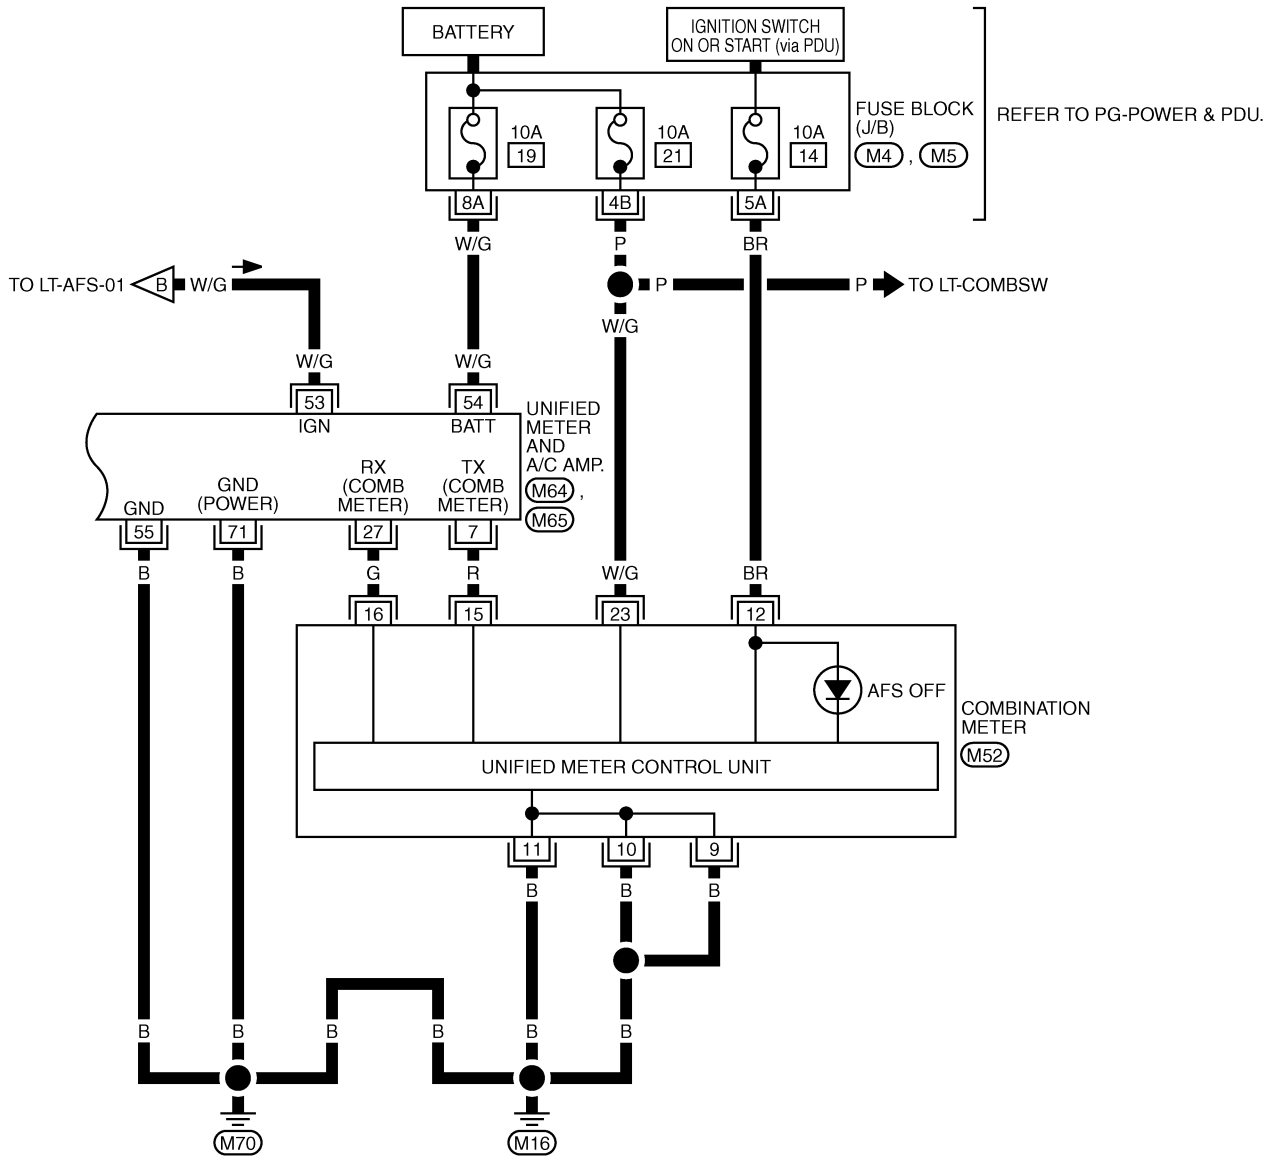 BATTERY
IGNITION SWITCH
ON OR START (via PDU)
FUSE BLOCK
(J/B)
M4 , M5
REFER TO PG-POWER & PDU.
10A
19
10A
21
10A
14
8A
4B
5A
W/G
P
BR
TO LT-AFS-01
B
W/G
P
P
TO LT-COMBSW
W/G
W/G
W/G
53
54
IGN
BATT
UNIFIED
METER
AND
A/C AMP.
M64 ,
M65
GND
GND
(POWER)
RX
(COMB
METER)
TX
(COMB
METER)
55
71
27
7
B
B
G
R
W/G
BR
16
15
23
12
AFS OFF
COMBINATION
METER
M52
UNIFIED METER CONTROL UNIT
11
10
9
B
B
B
B
B
B
B
B
B
M70
M16